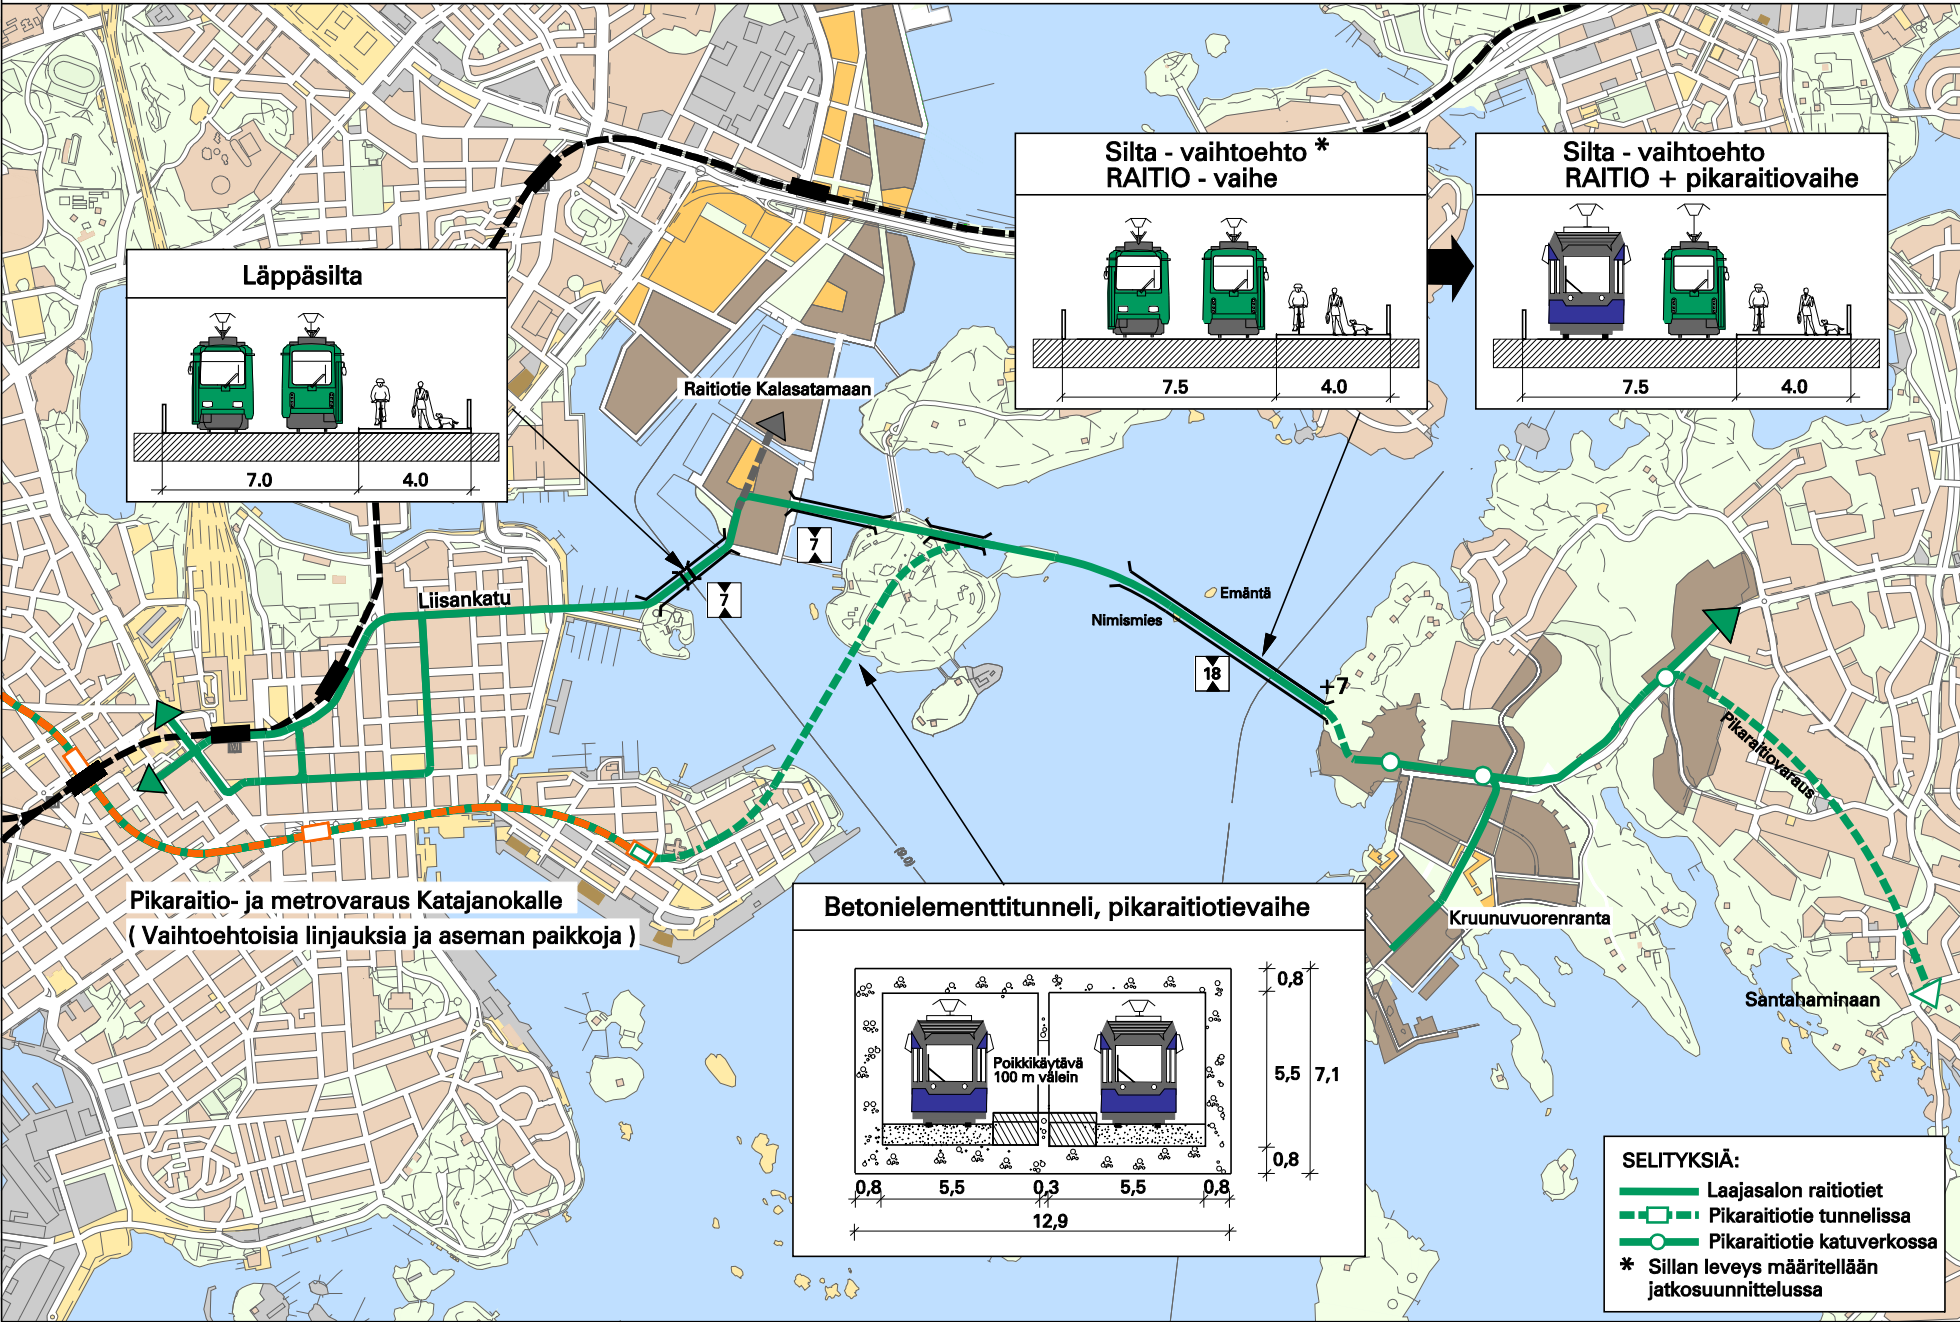 Silta - vaihtoehto *
RAITIO - vaihe
7.5
4.0
Silta - vaihtoehto
RAITIO + pikaraitiovaihe
7.5
4.0
Läppäsilta
7.0
4.0
Raitiotie Kalasatamaan
7
7
Liisankatu
Emäntä
Nimismies
18
+7
Pikaraitiovaraus
M
(9.0)
Pikaraitio- ja metrovaraus Katajanokalle
( Vaihtoehtoisia linjauksia ja aseman paikkoja )
Kruunuvuorenranta
Santahaminaan
Betonielementtitunneli, pikaraitiotievaihe
Poikkikäytävä
100 m välein
0,8
5,5
7,1
0,8
0,8
5,5
0,3
5,5
0,8
12,9
SELITYKSIÄ:
Laajasalon raitiotiet
Pikaraitiotie tunnelissa
Pikaraitiotie katuverkossa
* Sillan leveys määritellään
jatkosuunnittelussa